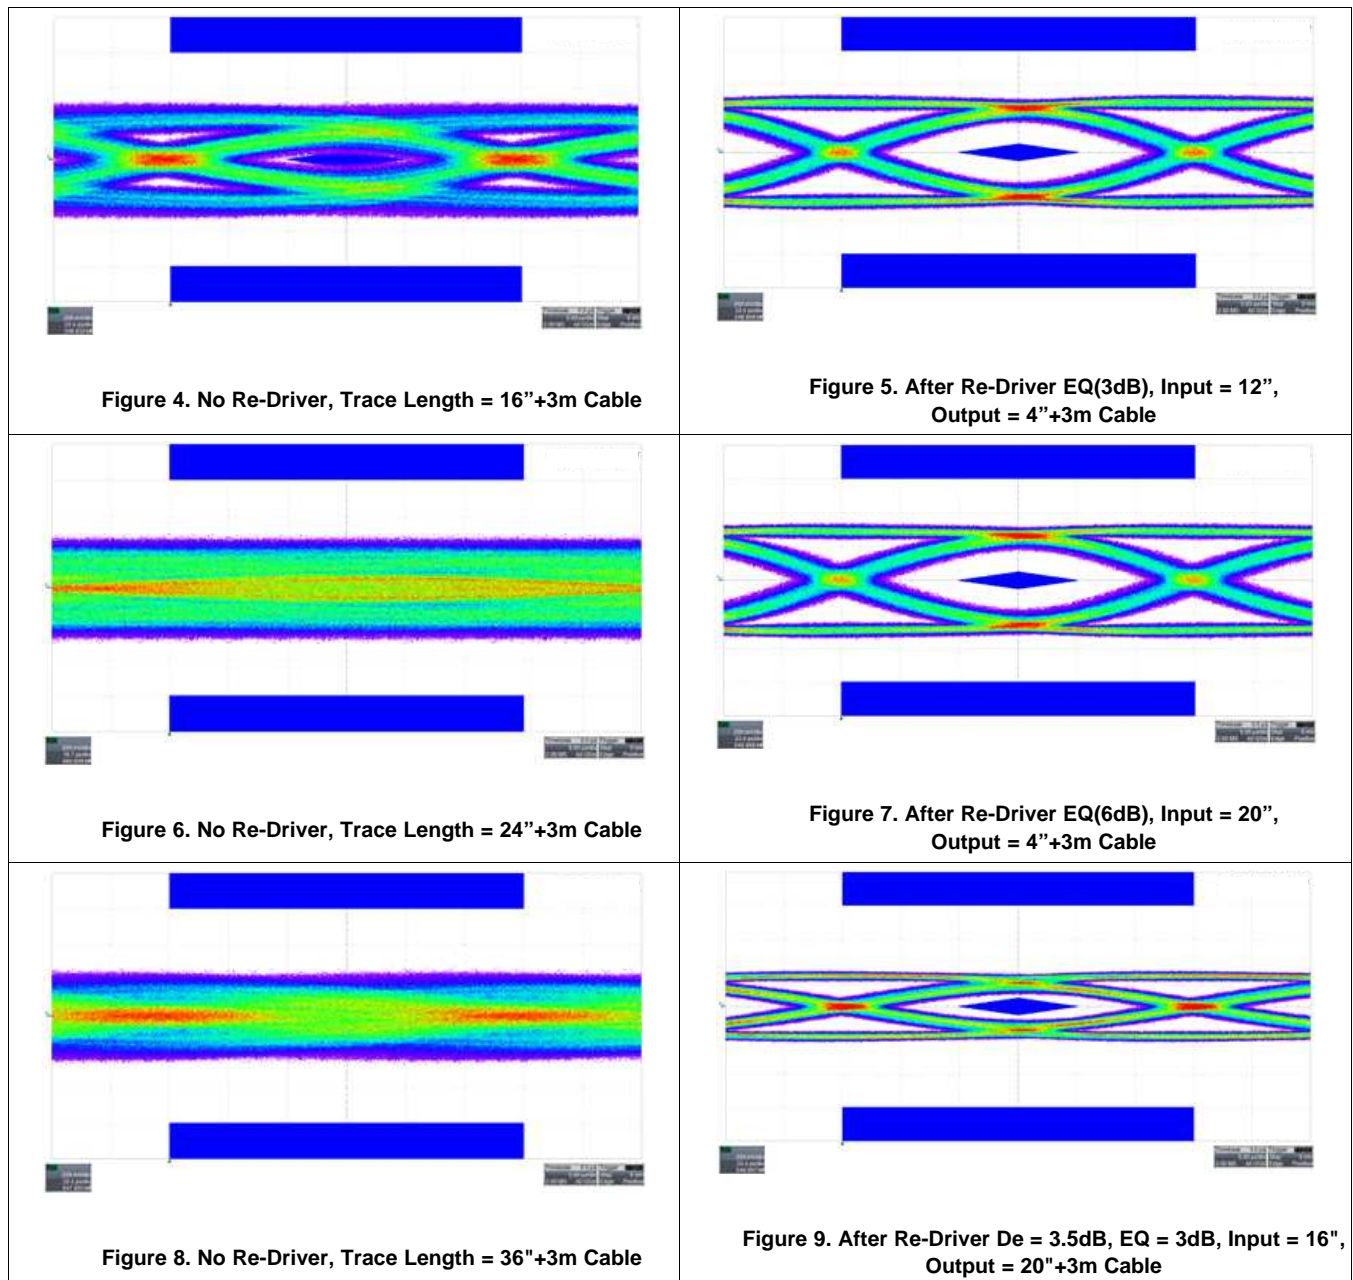 Figure 4. No Re-Driver, Trace Length = 16”+3m Cable
Figure 5. After Re-Driver EQ(3dB), Input = 12”,
Output = 4”+3m Cable
Figure 6. No Re-Driver, Trace Length = 24”+3m Cable
Figure 7. After Re-Driver EQ(6dB), Input = 20”,
Output = 4”+3m Cable
Figure 8. No Re-Driver, Trace Length = 36"+3m Cable
Figure 9. After Re-Driver De = 3.5dB, EQ = 3dB, Input = 16",
Output = 20"+3m Cable